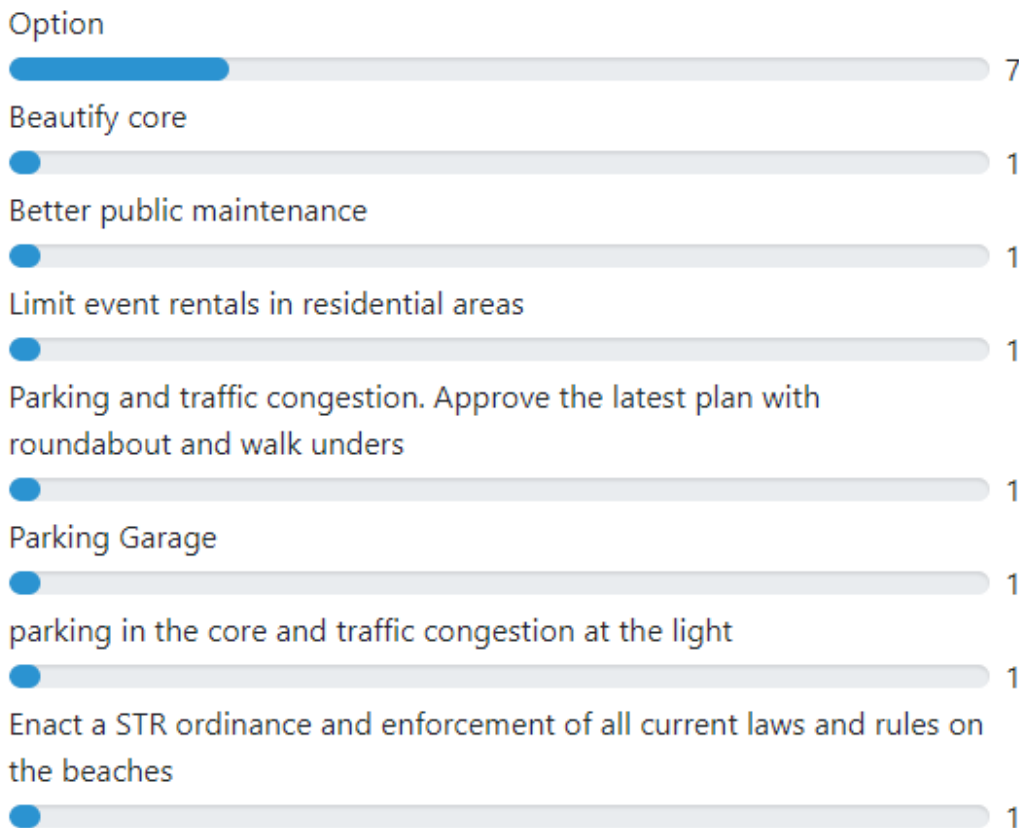 Option
7
Beautify core
1
Better public maintenance
1
Limit event rentals in residential areas
1
Parking and traffic congestion. Approve the latest plan with
roundabout and walk unders
1
Parking Garage
1
parking in the core and traffic congestion at the light
1
Enact a STR ordinance and enforcement of all current laws and rules on
the beaches
1